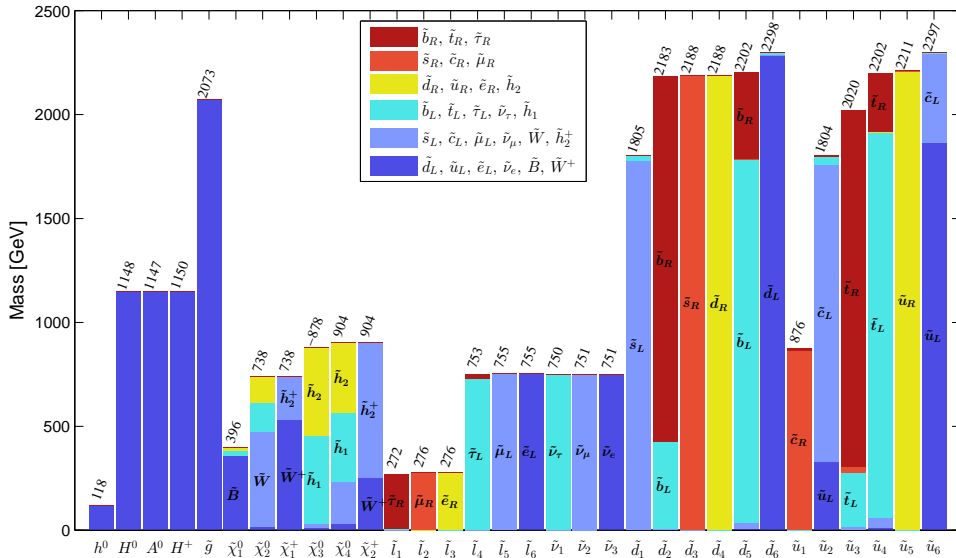 2500
2000
1500
1000
500
0
Mass [GeV]
b̃_R, t̃_R, τ̃_R
s̃_R, c̃_R, μ̃_R
d̃_R, ũ_R, ẽ_R, h̃_2
b̃_L, t̃_L, τ̃_L, ν̃_τ, h̃_1
s̃_L, c̃_L, μ̃_L, ν̃_μ, W̃, h̃_2^+
d̃_L, ũ_L, ẽ_L, ν̃_e, B̃, W̃^+
118 1148 1147 1150 2073 396 738 738 −878 904 904 272 276 276 753 755 755 750 751 751 1805 2183 2188 2188 2202 2298 876 1804 2020 2202 2211 2297
B̃
W̃
h̃_2^+
W̃^+
h̃_2
h̃_1
h̃_2
h̃_1
h̃_2^+
W̃^+
τ̃_R
μ̃_R
ẽ_R
τ̃_L
μ̃_L
ẽ_L
ν̃_τ
ν̃_μ
ν̃_e
s̃_L
b̃_R
b̃_L
s̃_R
d̃_R
b̃_R
b̃_L
d̃_L
c̃_R
c̃_L
ũ_L
t̃_R
t̃_L
t̃_R
t̃_L
ũ_R
c̃_L
ũ_L
h^0 H^0 A^0 H^+ g̃ χ̃_1^0 χ̃_2^0 χ̃_1^+ χ̃_3^0 χ̃_4^0 χ̃_2^+ l̃_1 l̃_2 l̃_3 l̃_4 l̃_5 l̃_6 ν̃_1 ν̃_2 ν̃_3 d̃_1 d̃_2 d̃_3 d̃_4 d̃_5 d̃_6 ũ_1 ũ_2 ũ_3 ũ_4 ũ_5 ũ_6